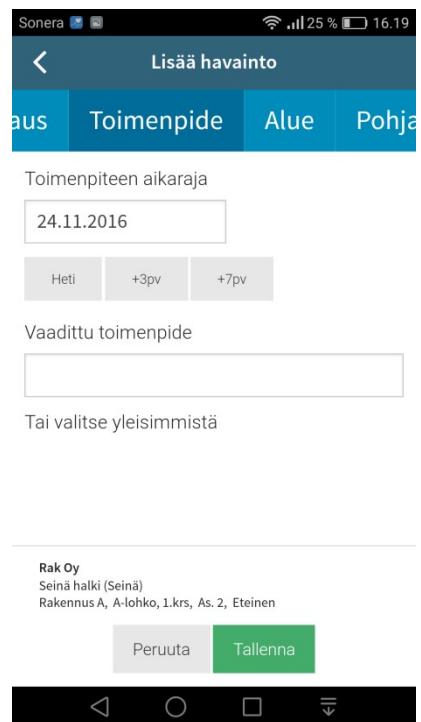 Sonera 25 % 16.19
Lisää havainto
aus Toimenpide Alue Pohja
Toimenpiteen aikaraja
24.11.2016
Heti +3pv +7pv
Vaadittu toimenpide
Tai valitse yleisimmistä
Rak Oy
Seinä halki (Seinä)
Rakennus A, A-lohko, 1.krs, As. 2, Eteinen
Peruuta Tallenna